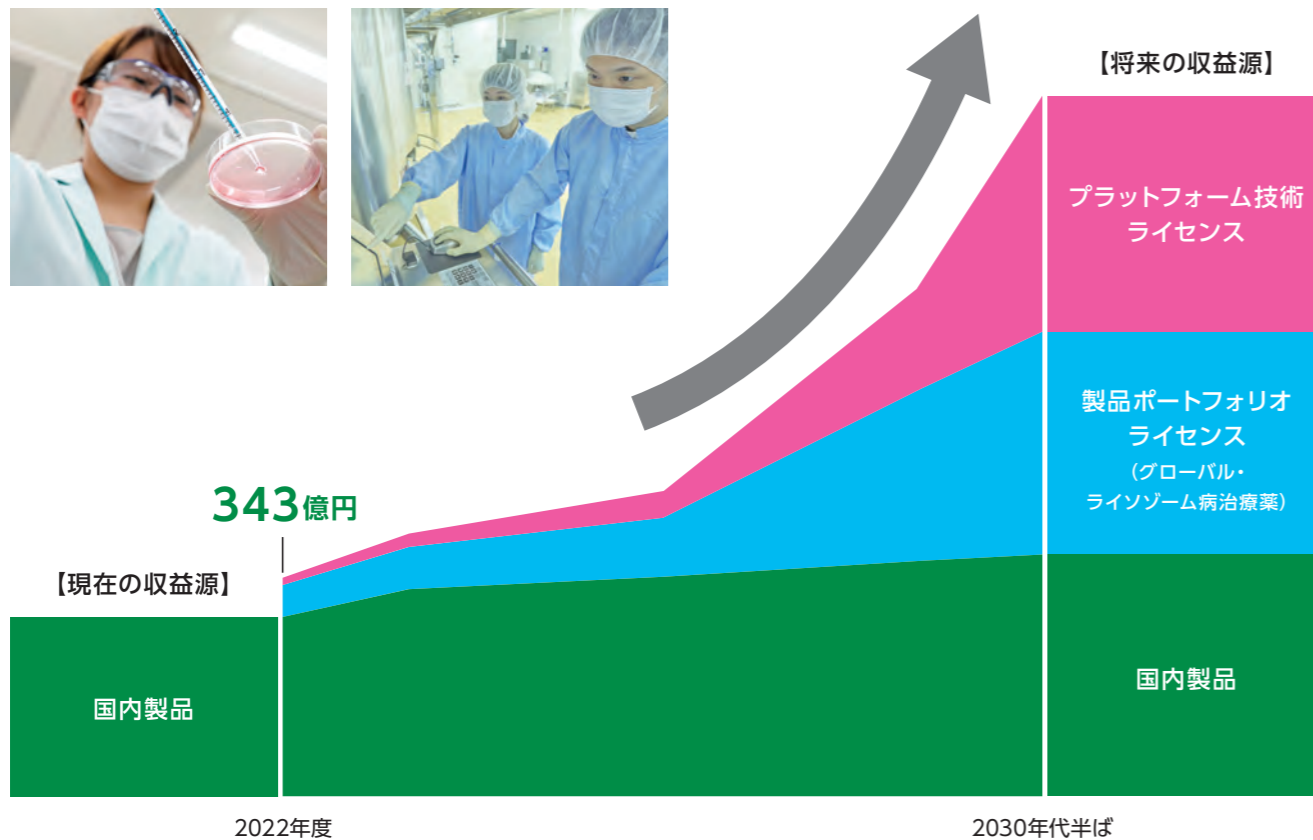 【将来の収益源】
プラットフォーム技術
ライセンス
製品ポートフォリオ
ライセンス
（グローバル・
ライソゾーム病治療薬）
343億円
【現在の収益源】
国内製品
国内製品
2022年度
2030年代半ば